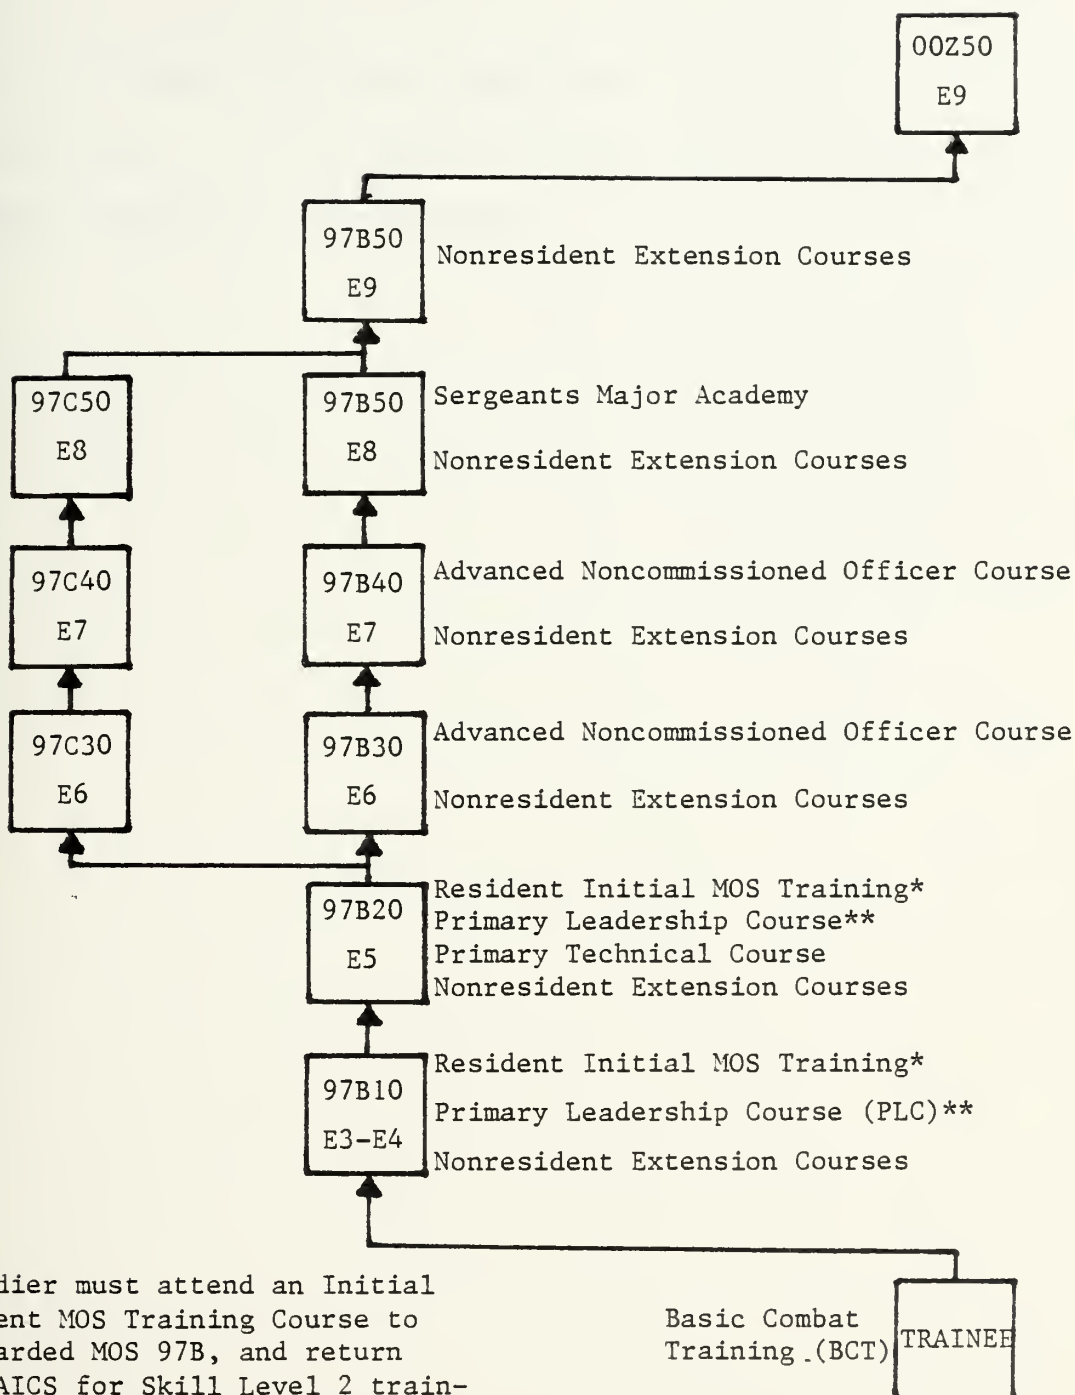 00Z50
E9
97B50
E9
Nonresident Extension Courses
97C50
E8
97B50
E8
Sergeants Major Academy
Nonresident Extension Courses
97C40
E7
97B40
E7
Advanced Noncommissioned Officer Course
Nonresident Extension Courses
97C30
E6
97B30
E6
Advanced Noncommissioned Officer Course
Nonresident Extension Courses
97B20
E5
Resident Initial MOS Training*
Primary Leadership Course**
Primary Technical Course
Nonresident Extension Courses
97B10
E3-E4
Resident Initial MOS Training*
Primary Leadership Course (PLC)**
Nonresident Extension Courses
dier must attend an Initial
ent MOS Training Course to
arded MOS 97B, and return
AICS for Skill Level 2 train-
Basic Combat
Training (BCT)
TRAINEE